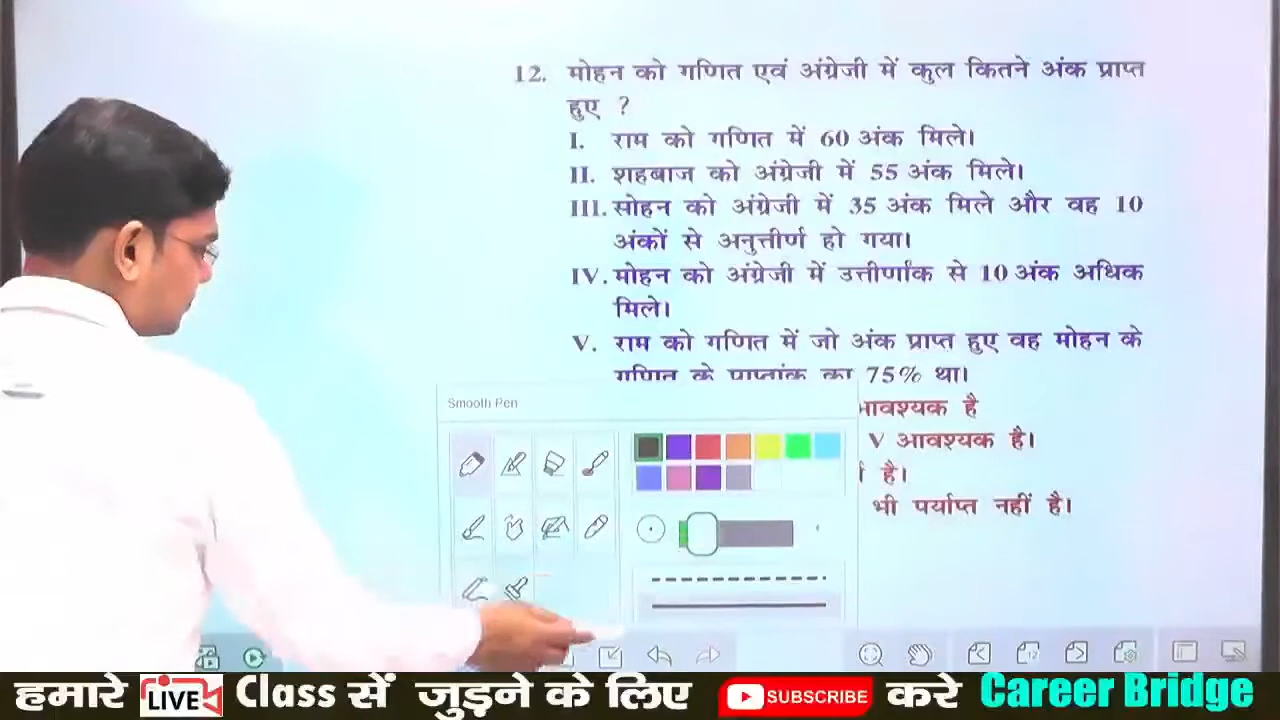 12. मोहन को गणित एवं अंग्रेजी में कुल कितने अंक प्राप्त
हुए ?
I. राम को गणित में 60 अंक मिले।
II. शहबाज को अंग्रेजी में 55 अंक मिले।
III. सोहन को अंग्रेजी में 35 अंक मिले और वह 10
अंकों से अनुत्तीर्ण हो गया।
IV. मोहन को अंग्रेजी में उत्तीर्णांक से 10 अंक अधिक
मिले।
V. राम को गणित में जो अंक प्राप्त हुए वह मोहन के
गणित के प्राप्तांक का 75% था।
Smooth Pen
आवश्यक है
V आवश्यक है।
है।
भी पर्याप्त नहीं है।
12
हमारे LIVE Class सें जुड़ने के लिए SUBSCRIBE करे Career Bridge